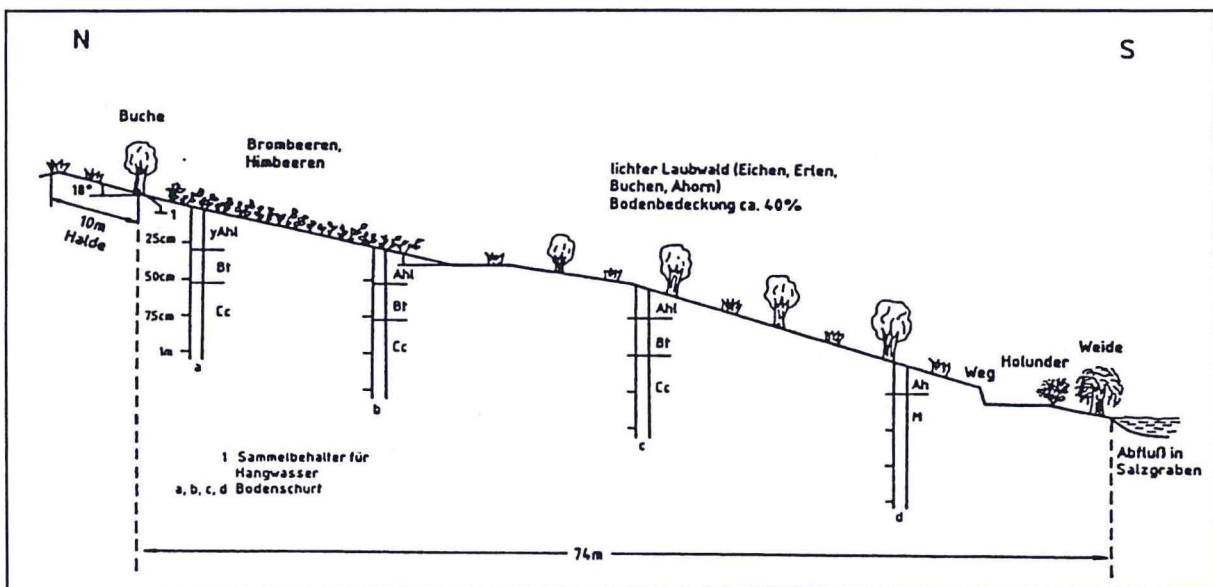 N
S
Buche
Brombeeren,
Himbeeren
lichter Laubwald (Eichen, Erlen,
Buchen, Ahorn)
Bodenbedeckung ca. 40%
18°
1
10m
Halde
25cm
50cm
75cm
1m
yAhl
Bt
Cc
a
Ahl
Bt
Cc
b
Ahl
Bt
Cc
c
Ah
M
d
Weg
Holunder
Weide
Abfluß in
Salzgraben
1 Sammelbehälter für
Hangwasser
a, b, c, d Bodenschurf
74m